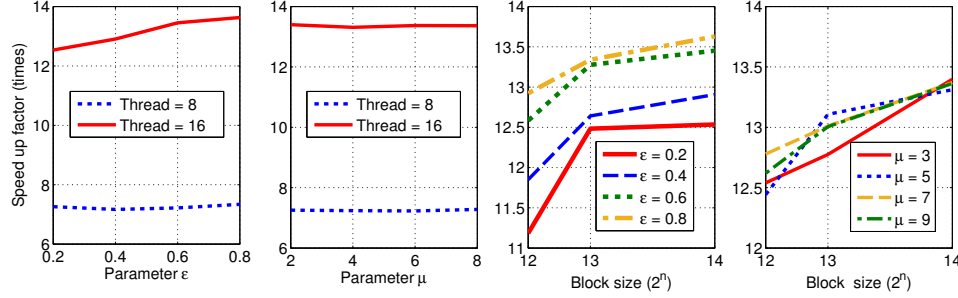 Speed up factor (times)
14
12
10
8
6
Thread = 8
Thread = 16
0.2 0.4 0.6 0.8
Parameter ε
14
12
10
8
6
Thread = 8
Thread = 16
2 4 6 8
Parameter μ
14
13.5
13
12.5
12
11.5
11
ε = 0.2
ε = 0.4
ε = 0.6
ε = 0.8
12 13 14
Block size (2^n)
14
13.5
13
12.5
12
μ = 3
μ = 5
μ = 7
μ = 9
12 13 14
Block size (2^n)